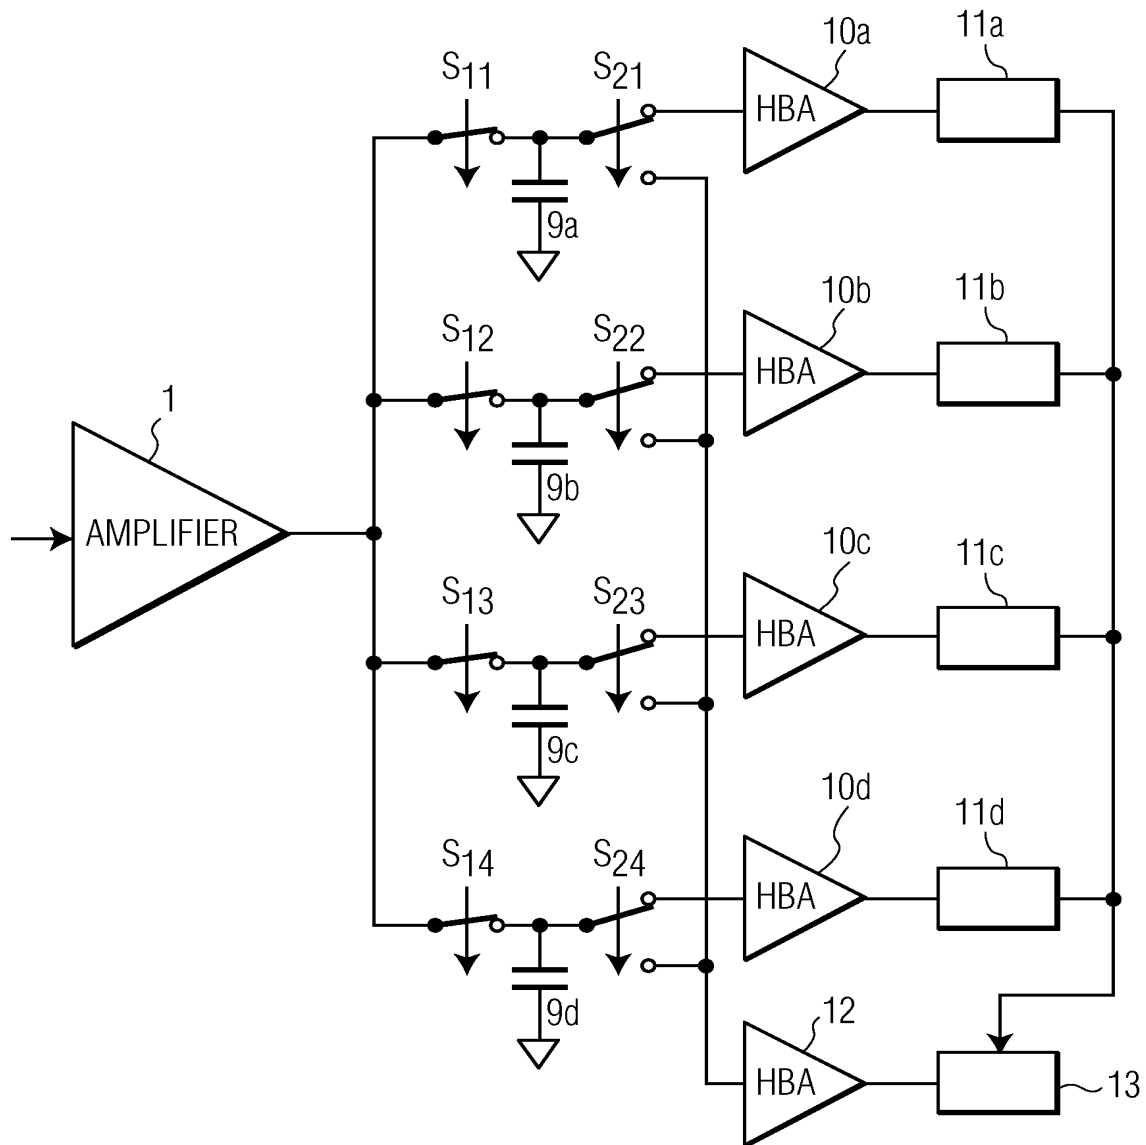 10a 11a
S11 S21
HBA
9a
10b 11b
S12 S22
HBA
1
9b
AMPLIFIER
10c 11c
S13 S23
HBA
9c
10d 11d
S14 S24
HBA
9d
12
HBA
13